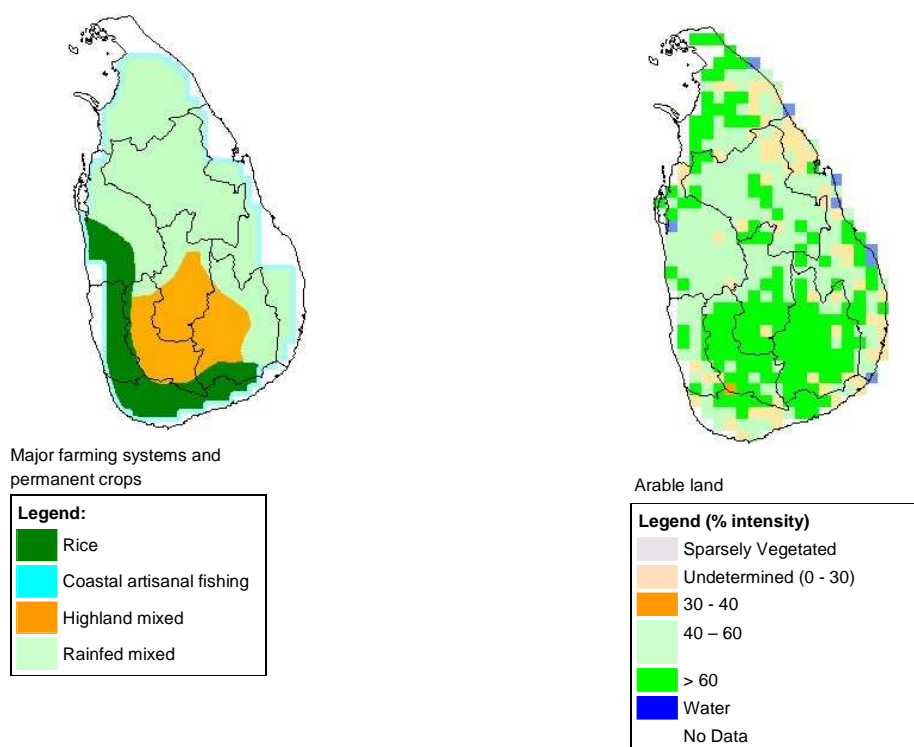 Major farming systems and
permanent crops
Legend:
Rice
Coastal artisanal fishing
Highland mixed
Rainfed mixed
Arable land
Legend (% intensity)
Sparsely Vegetated
Undetermined (0 - 30)
30 - 40
40 – 60
> 60
Water
No Data